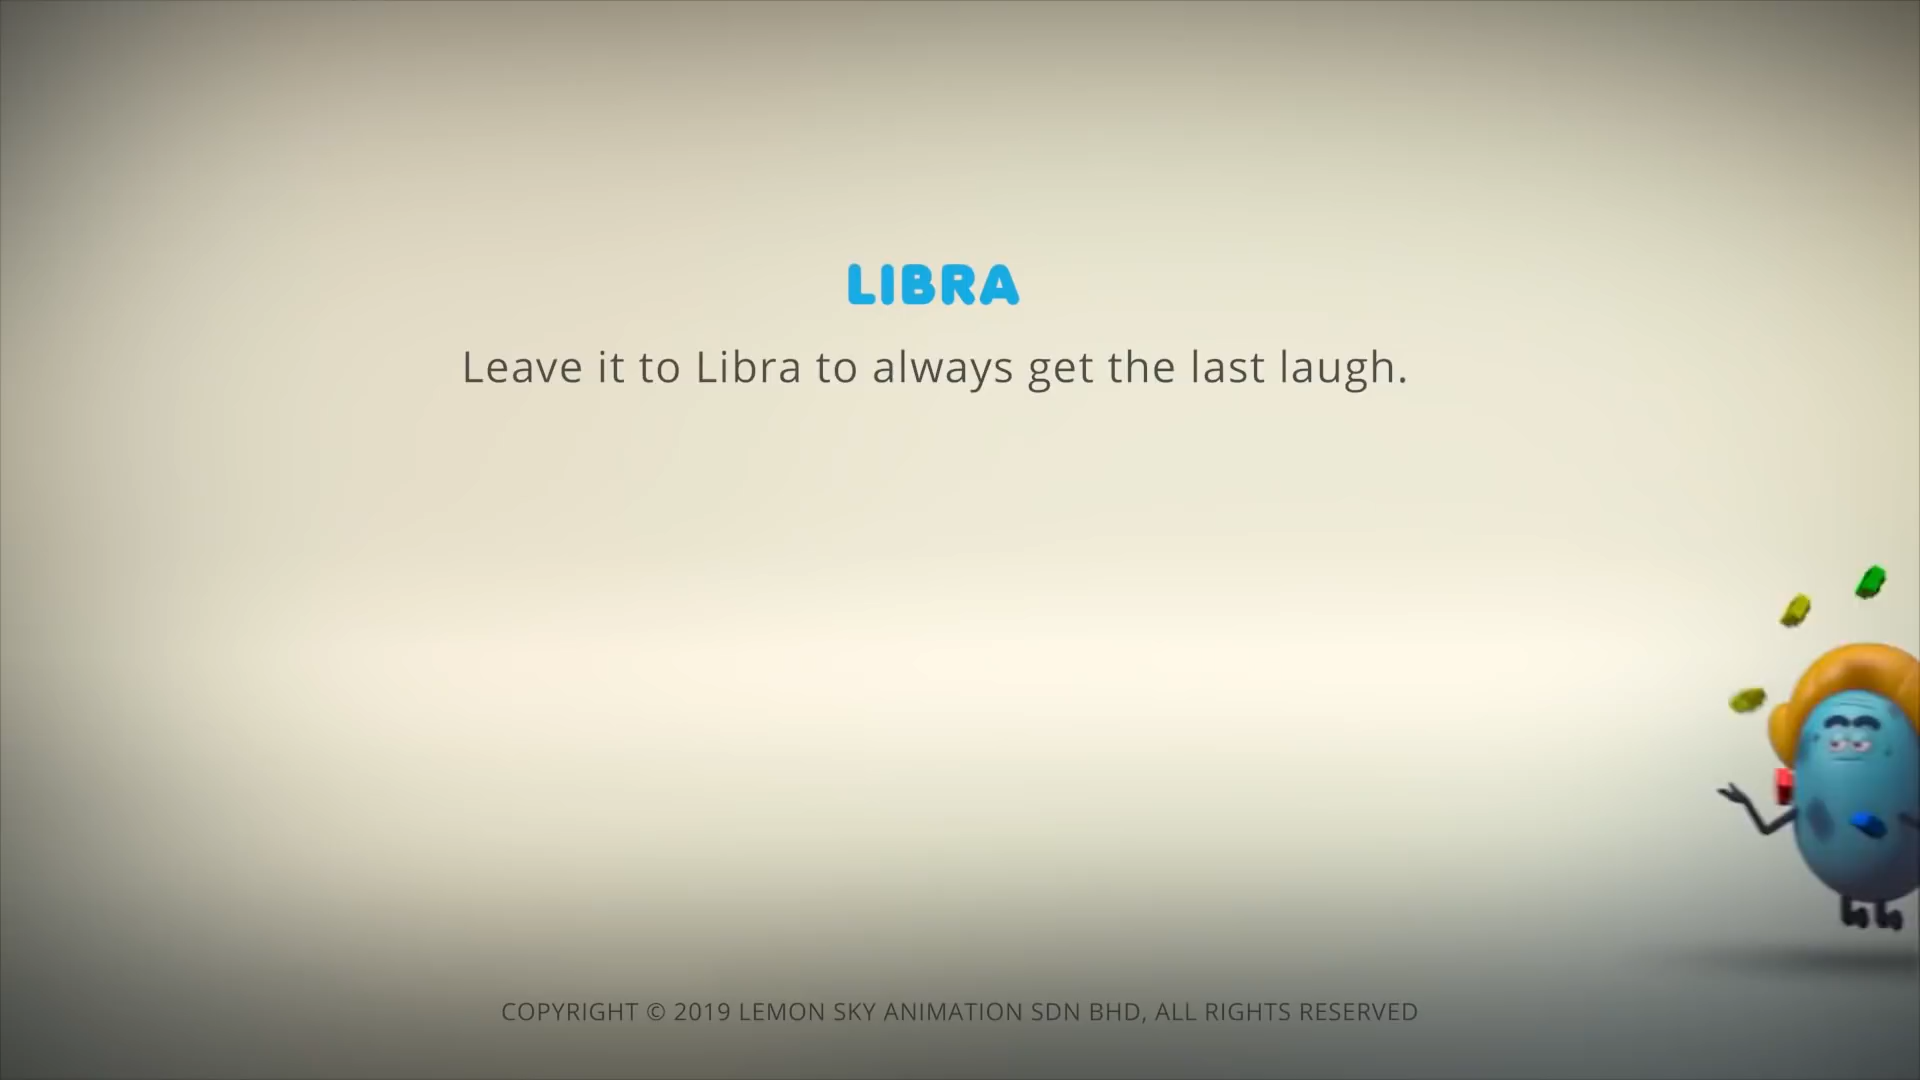 LIBRA
Leave it to Libra to always get the last laugh.
COPYRIGHT © 2019 LEMON SKY ANIMATION SDN BHD, ALL RIGHTS RESERVED